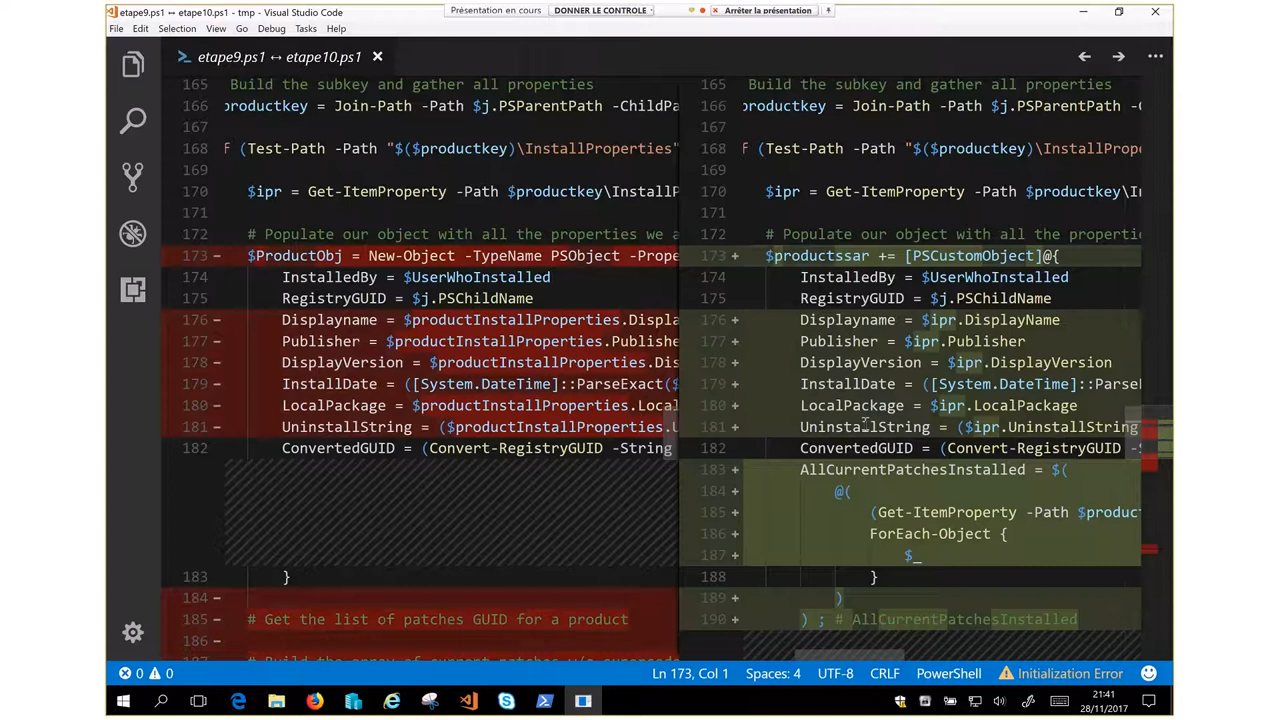 etape9.ps1 ↔ etape10.ps1 - tmp - Visual Studio Code
Présentation en cours
DONNER LE CONTROLE
Arrêter la présentation
File Edit Selection View Go Debug Tasks Help
etape9.ps1 ↔ etape10.ps1
165 Build the subkey and gather all properties
166 productkey = Join-Path -Path $j.PSParentPath -ChildPa
167
168 f (Test-Path -Path "$($productkey)\InstallProperties"
169
170 $ipr = Get-ItemProperty -Path $productkey\InstallP
171
172 # Populate our object with all the properties we a
173 - $ProductObj = New-Object -TypeName PSObject -Prope
174 InstalledBy = $UserWhoInstalled
175 RegistryGUID = $j.PSChildName
176 - Displayname = $productInstallProperties.Displa
177 - Publisher = $productInstallProperties.Publishe
178 - DisplayVersion = $productInstallProperties.Dis
179 - InstallDate = ([System.DateTime]::ParseExact($
180 - LocalPackage = $productInstallProperties.Local
181 - UninstallString = ($productInstallProperties.U
182 ConvertedGUID = (Convert-RegistryGUID -String
183 }
184 -
185 - # Get the list of patches GUID for a product
186 -
165 Build the subkey and gather all properties
166 productkey = Join-Path -Path $j.PSParentPath -C
167
168 f (Test-Path -Path "$($productkey)\InstallPrope
169
170 $ipr = Get-ItemProperty -Path $productkey\I
171
172 # Populate our object with all the properti
173 + $productssar += [PSCustomObject]@{
174 InstalledBy = $UserWhoInstalled
175 RegistryGUID = $j.PSChildName
176 + Displayname = $ipr.DisplayName
177 + Publisher = $ipr.Publisher
178 + DisplayVersion = $ipr.DisplayVersion
179 + InstallDate = ([System.DateTime]::ParseE
180 + LocalPackage = $ipr.LocalPackage
181 + UninstallString = ($ipr.UninstallString
182 ConvertedGUID = (Convert-RegistryGUID -S
183 + AllCurrentPatchesInstalled = $(
184 + @(
185 + (Get-ItemProperty -Path $product
186 + ForEach-Object {
187 + $_
188 }
189 + )
190 + ) ; # AllCurrentPatchesInstalled
0 0
Ln 173, Col 1
Spaces: 4
UTF-8
CRLF
PowerShell
Initialization Error
21:41
28/11/2017